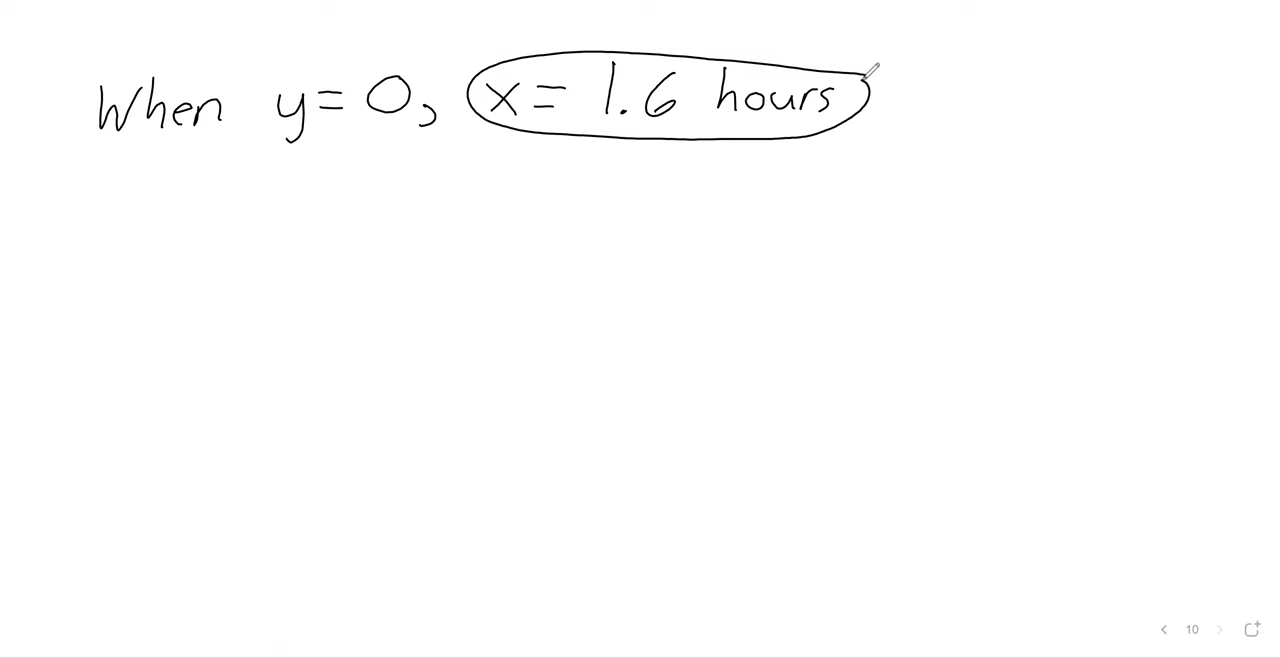 When y = 0, x = 1.6 hours
10